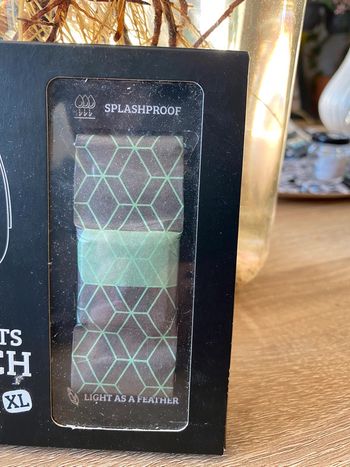 SPLASHPROOF
TS
CH
XL
LIGHT AS A FEATHER